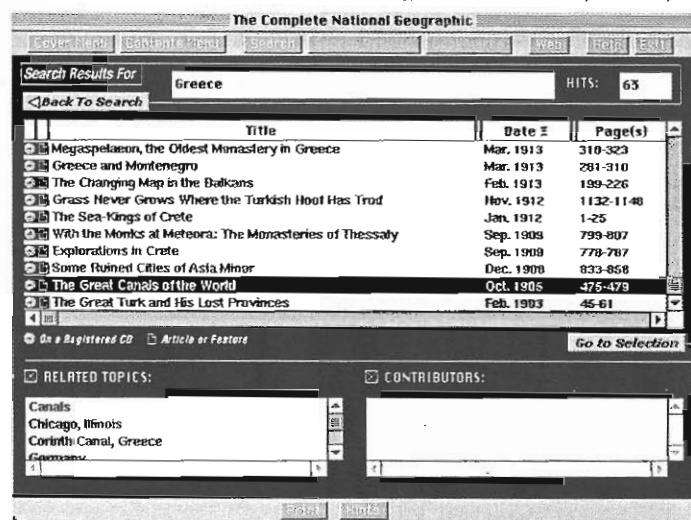 The Complete National Geographic
Cover Menu Contents Menu Search Web Help Exit
Search Results For Greece HITS: 63
Back To Search
Title Date Page(s)
Megaspelaeon, the Oldest Monastery in Greece Mar. 1913 310-323
Greece and Montenegro Mar. 1913 281-310
The Changing Map in the Balkans Feb. 1913 199-226
Grass Never Grows Where the Turkish Hoof Has Trod Nov. 1912 1132-1148
The Sea-Kings of Crete Jan. 1912 1-25
With the Monks at Meteora: The Monasteries of Thessaly Sep. 1909 799-807
Explorations in Crete Sep. 1909 778-787
Some Ruined Cities of Asia Minor Dec. 1908 833-858
The Great Canals of the World Oct. 1905 475-479
The Great Turk and His Lost Provinces Feb. 1903 45-61
On a Registered CD Article or Feature Go to Selection
RELATED TOPICS: CONTRIBUTORS:
Canals
Chicago, Illinois
Corinth Canal, Greece
Germany
Print Hints